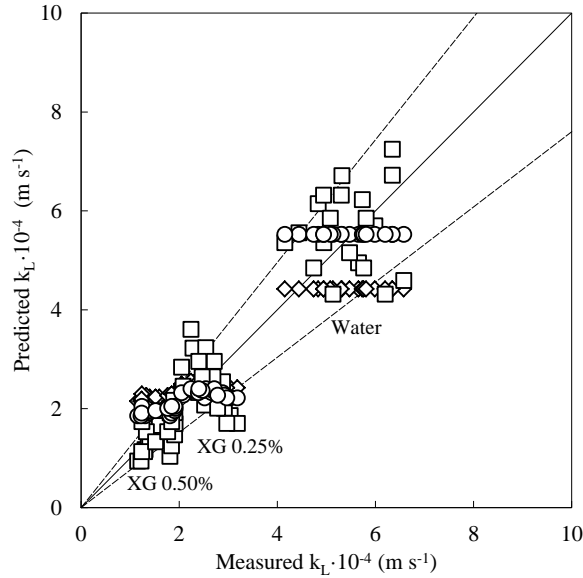 10
8
6
4
2
0
Predicted k_L·10^-4 (m s^-1)
Water
XG 0.25%
XG 0.50%
0 2 4 6 8 10
Measured k_L·10^-4 (m s^-1)